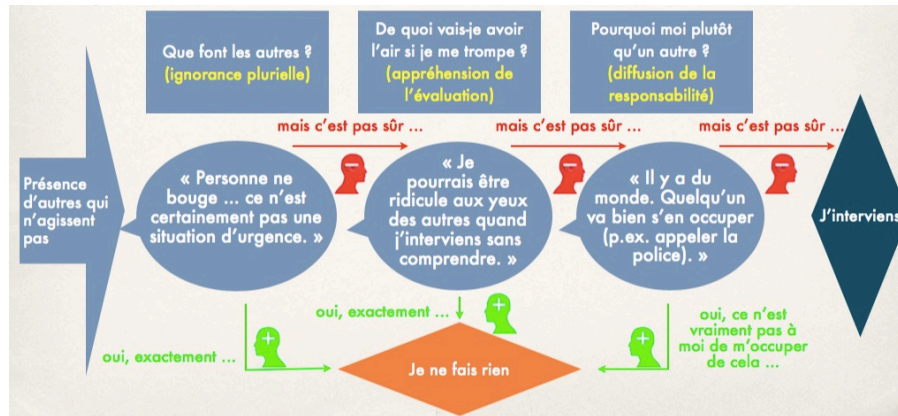 Que font les autres ?
(ignorance plurielle)
De quoi vais-je avoir
l'air si je me trompe ?
(appréhension de
l'évaluation)
Pourquoi moi plutôt
qu'un autre ?
(diffusion de la
responsabilité)
mais c'est pas sûr ...
mais c'est pas sûr ...
mais c'est pas sûr ...
Présence
d'autres qui
n'agissent
pas
« Personne ne
bouge ... ce n'est
certainement pas une
situation d'urgence. »
« Je
pourrais être
ridicule aux yeux
des autres quand
j'interviens sans
comprendre. »
« Il y a du
monde. Quelqu'un
va bien s'en occuper
(p.ex. appeler la
police). »
J'interviens
oui, exactement ...
oui, exactement ...
oui, ce n'est
vraiment pas à
moi de m'occuper
de cela ...
Je ne fais rien